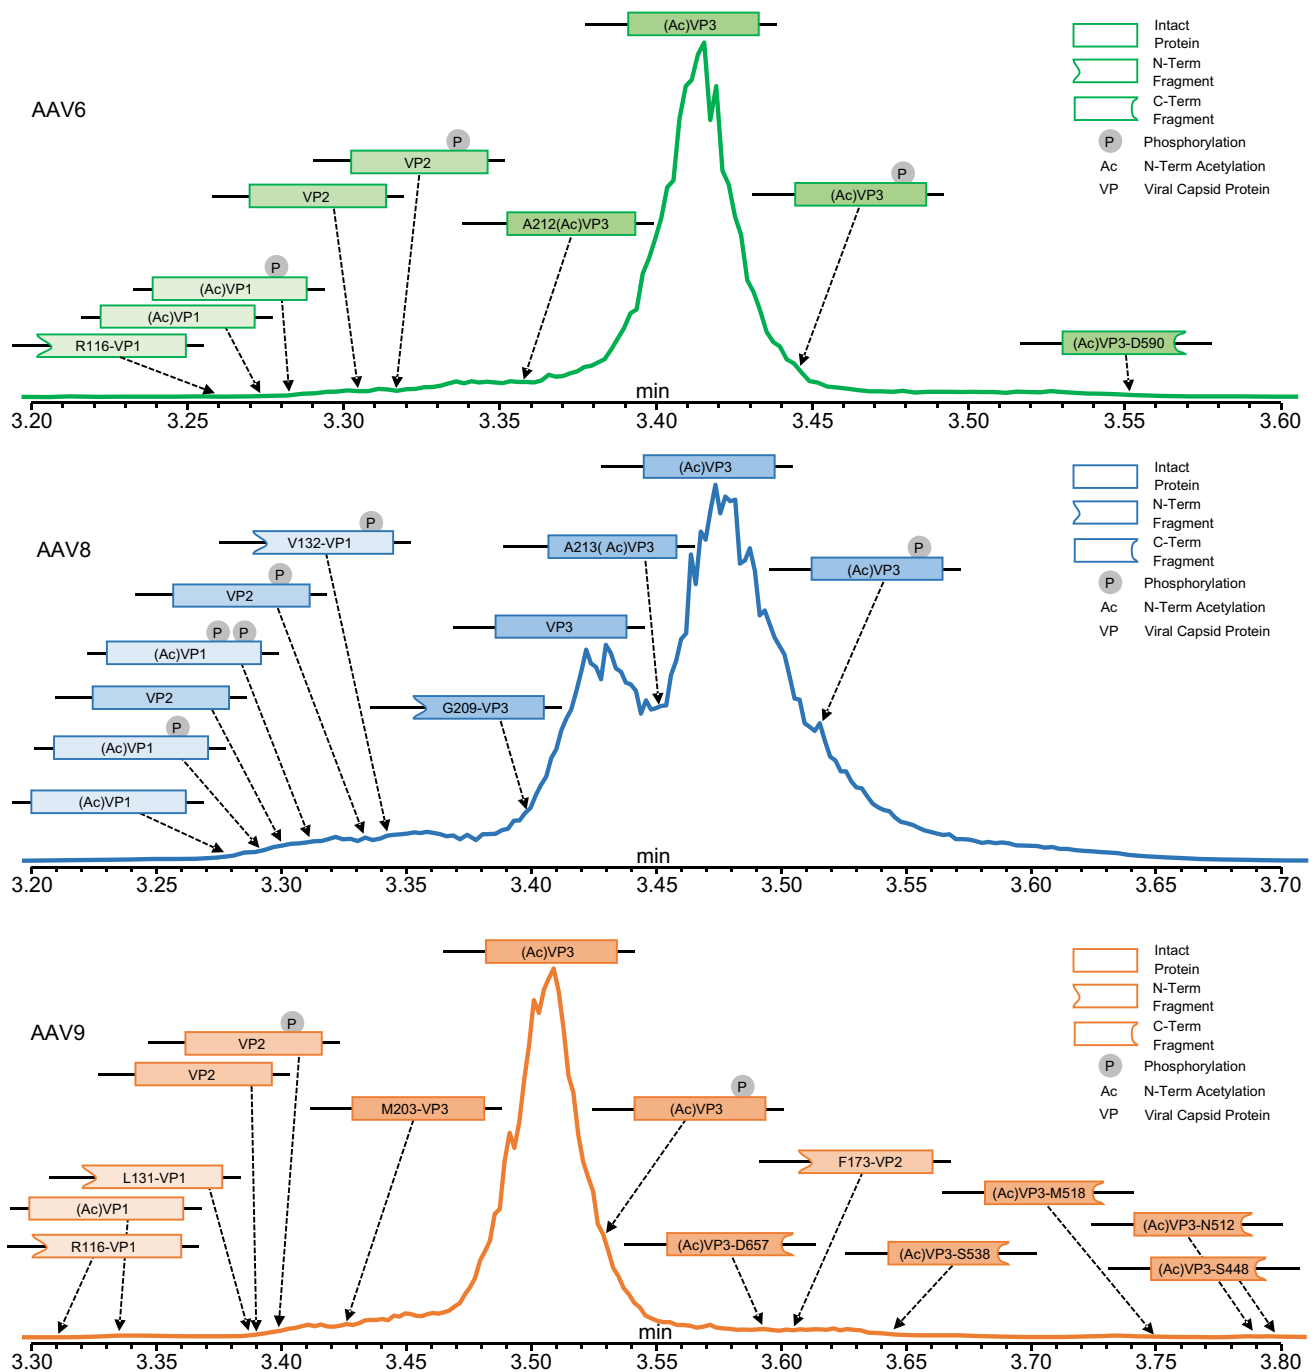 (Ac)VP3
Intact
Protein
N-Term
Fragment
C-Term
Fragment
P Phosphorylation
Ac N-Term Acetylation
VP Viral Capsid Protein
AAV6
P
VP2
VP2
P
(Ac)VP3
A212(Ac)VP3
P
(Ac)VP1
(Ac)VP1
R116-VP1
(Ac)VP3-D590
min
3.20 3.25 3.30 3.35 3.40 3.45 3.50 3.55 3.60
(Ac)VP3
Intact
Protein
N-Term
Fragment
C-Term
Fragment
P Phosphorylation
Ac N-Term Acetylation
VP Viral Capsid Protein
AAV8
P
V132-VP1
A213( Ac)VP3
P
(Ac)VP3
P
VP2
VP3
P P
(Ac)VP1
VP2
G209-VP3
P
(Ac)VP1
(Ac)VP1
min
3.20 3.25 3.30 3.35 3.40 3.45 3.50 3.55 3.60 3.65 3.70
(Ac)VP3
Intact
Protein
N-Term
Fragment
C-Term
Fragment
P Phosphorylation
Ac N-Term Acetylation
VP Viral Capsid Protein
AAV9
P
VP2
VP2
M203-VP3
P
(Ac)VP3
L131-VP1
F173-VP2
(Ac)VP1
(Ac)VP3-M518
(Ac)VP3-N512
R116-VP1
(Ac)VP3-D657
(Ac)VP3-S538
(Ac)VP3-S448
min
3.30 3.35 3.40 3.45 3.50 3.55 3.60 3.65 3.70 3.75 3.80